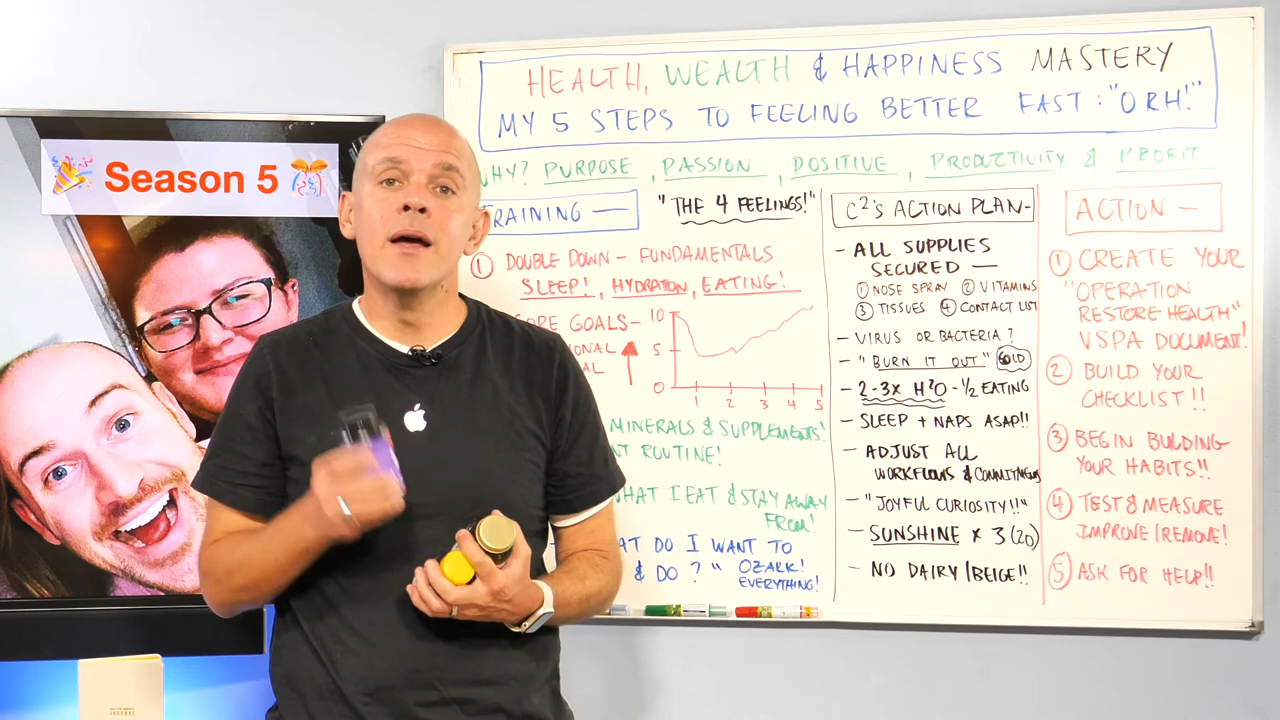 Season 5
HEALTH, WEALTH & HAPPINESS MASTERY
MY 5 STEPS TO FEELING BETTER FAST: "ORH!"
WHY? PURPOSE, PASSION, POSITIVE, PRODUCTIVITY & PROFIT
TRAINING —
"THE 4 FEELINGS!"
① DOUBLE DOWN - FUNDAMENTALS
SLEEP!, HYDRATION, EATING!
GOALS-
10
5
0
1 2 3 4 5
MINERALS & SUPPLEMENTS!
ROUTINE!
WHAT I EAT & STAY AWAY
FROM!
DO I WANT TO
& DO?" OZARK!
EVERYTHING!
C²'s ACTION PLAN-
- ALL SUPPLIES
SECURED —
① NOSE SPRAY ② VITAMINS
③ TISSUES ④ CONTACT LIST
- VIRUS OR BACTERIA?
- "BURN IT OUT" GOLD
- 2-3X H²O - 1/2 EATING
- SLEEP + NAPS ASAP!!
- ADJUST ALL
WORKFLOWS & COMMITMENTS
- "JOYFUL CURIOSITY!!"
- SUNSHINE x 3 (20)
- NO DAIRY/BEIGE!!
ACTION —
① CREATE YOUR
"OPERATION
RESTORE HEALTH"
VSPA DOCUMENT!
② BUILD YOUR
CHECKLIST!!
③ BEGIN BUILDING
YOUR HABITS!!
④ TEST & MEASURE
IMPROVE/REMOVE!
⑤ ASK FOR HELP!!
JOURNAL